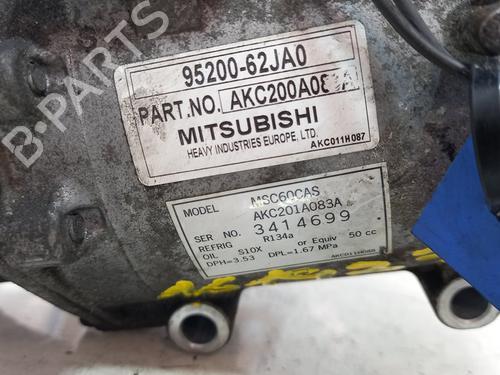 95200-62JA0
PART.NO. AKC200A08
MITSUBISHI
HEAVY INDUSTRIES EUROPE, LTD.
AKC011H087
MODEL MSC60CAS
AKC201A083A
SER NO. 3414699
REFRIG R134a
OIL S10X or Equiv 50 cc
DPH=3.53 DPL=1.67 MPa
AKC011H088
B-PARTS